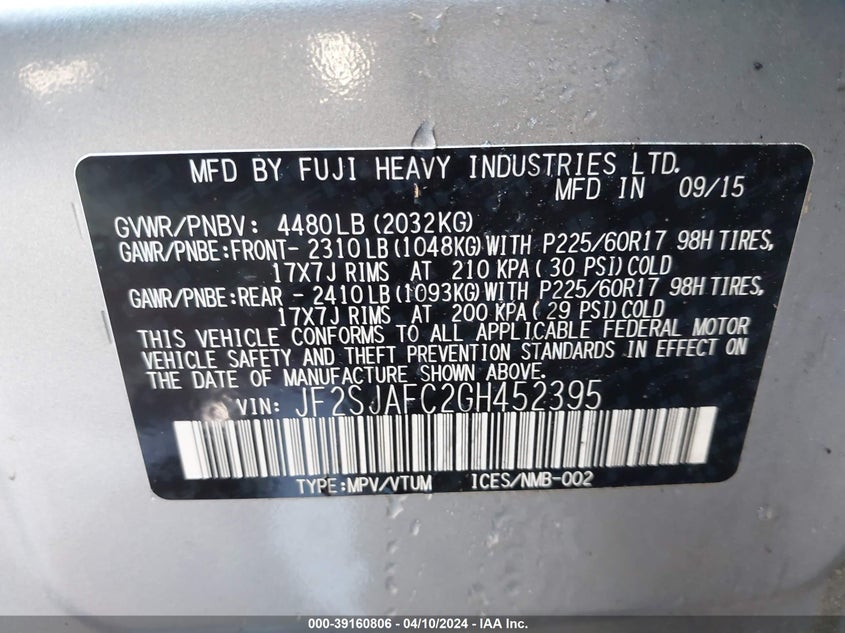 MFD BY FUJI HEAVY INDUSTRIES LTD.
MFD IN 09/15
GVWR/PNBV: 4480LB(2032KG)
GAWR/PNBE:FRONT- 2310LB(1048KG)WITH P225/60R17 98H TIRES,
17X7J RIMS AT 210 KPA(30 PSI)COLD
GAWR/PNBE:REAR - 2410LB(1093KG)WITH P225/60R17 98H TIRES,
17X7J RIMS AT 200 KPA(29 PSI)COLD
THIS VEHICLE CONFORMS TO ALL APPLICABLE FEDERAL MOTOR
VEHICLE SAFETY AND THEFT PREVENTION STANDARDS IN EFFECT ON
THE DATE OF MANUFACTURE SHOWN ABOVE.
VIN: JF2SJAFC2GH452395
TYPE:MPV/VTUM ICES/NMB-002
000-39160806 - 04/10/2024 - IAA Inc.